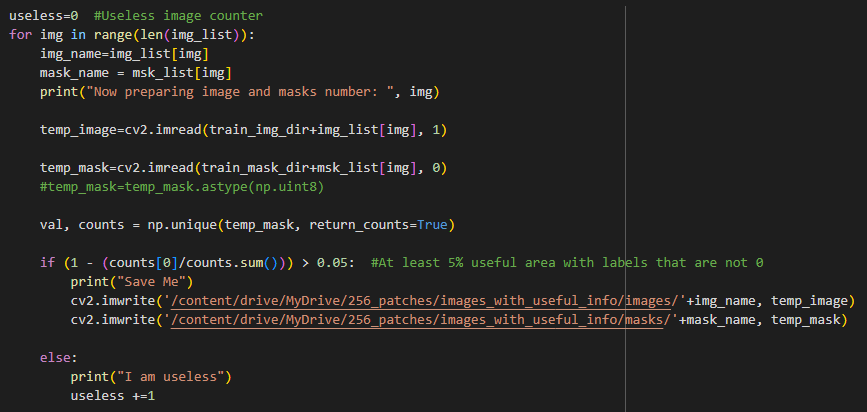 useless=0  #Useless image counter
for img in range(len(img_list)):
    img_name=img_list[img]
    mask_name = msk_list[img]
    print("Now preparing image and masks number: ", img)
    temp_image=cv2.imread(train_img_dir+img_list[img], 1)
    temp_mask=cv2.imread(train_mask_dir+msk_list[img], 0)
    #temp_mask=temp_mask.astype(np.uint8)
    val, counts = np.unique(temp_mask, return_counts=True)
    if (1 - (counts[0]/counts.sum())) > 0.05:  #At least 5% useful area with labels that are not 0
        print("Save Me")
        cv2.imwrite('/content/drive/MyDrive/256_patches/images_with_useful_info/images/'+img_name, temp_image)
        cv2.imwrite('/content/drive/MyDrive/256_patches/images_with_useful_info/masks/'+mask_name, temp_mask)
    else:
        print("I am useless")
        useless +=1